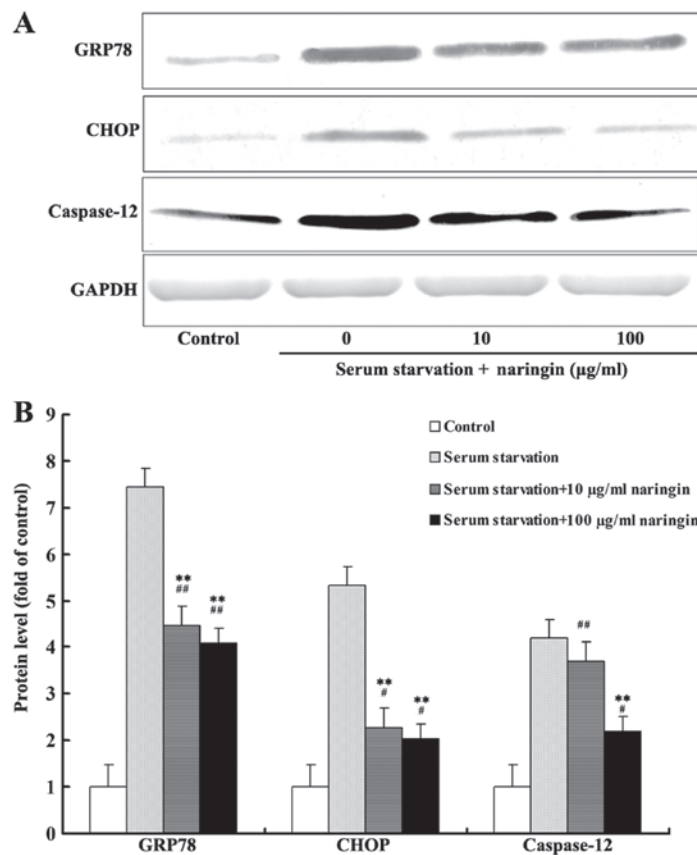 A
GRP78
CHOP
Caspase-12
GAPDH
Control 0 10 100
Serum starvation + naringin (µg/ml)
B
Protein level (fold of control)
9
8
7
6
5
4
3
2
1
0
Control
Serum starvation
Serum starvation+10 µg/ml naringin
Serum starvation+100 µg/ml naringin
**
##
**
##
**
#
**
#
##
**
#
GRP78 CHOP Caspase-12